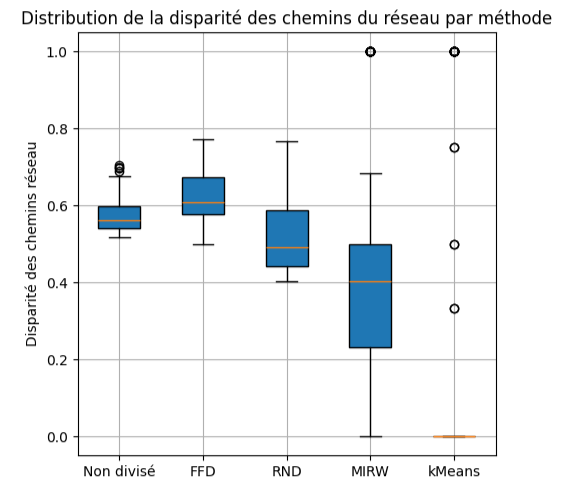 Distribution de la disparité des chemins du réseau par méthode
Disparité des chemins réseau
1.0
0.8
0.6
0.4
0.2
0.0
Non divisé FFD RND MIRW kMeans